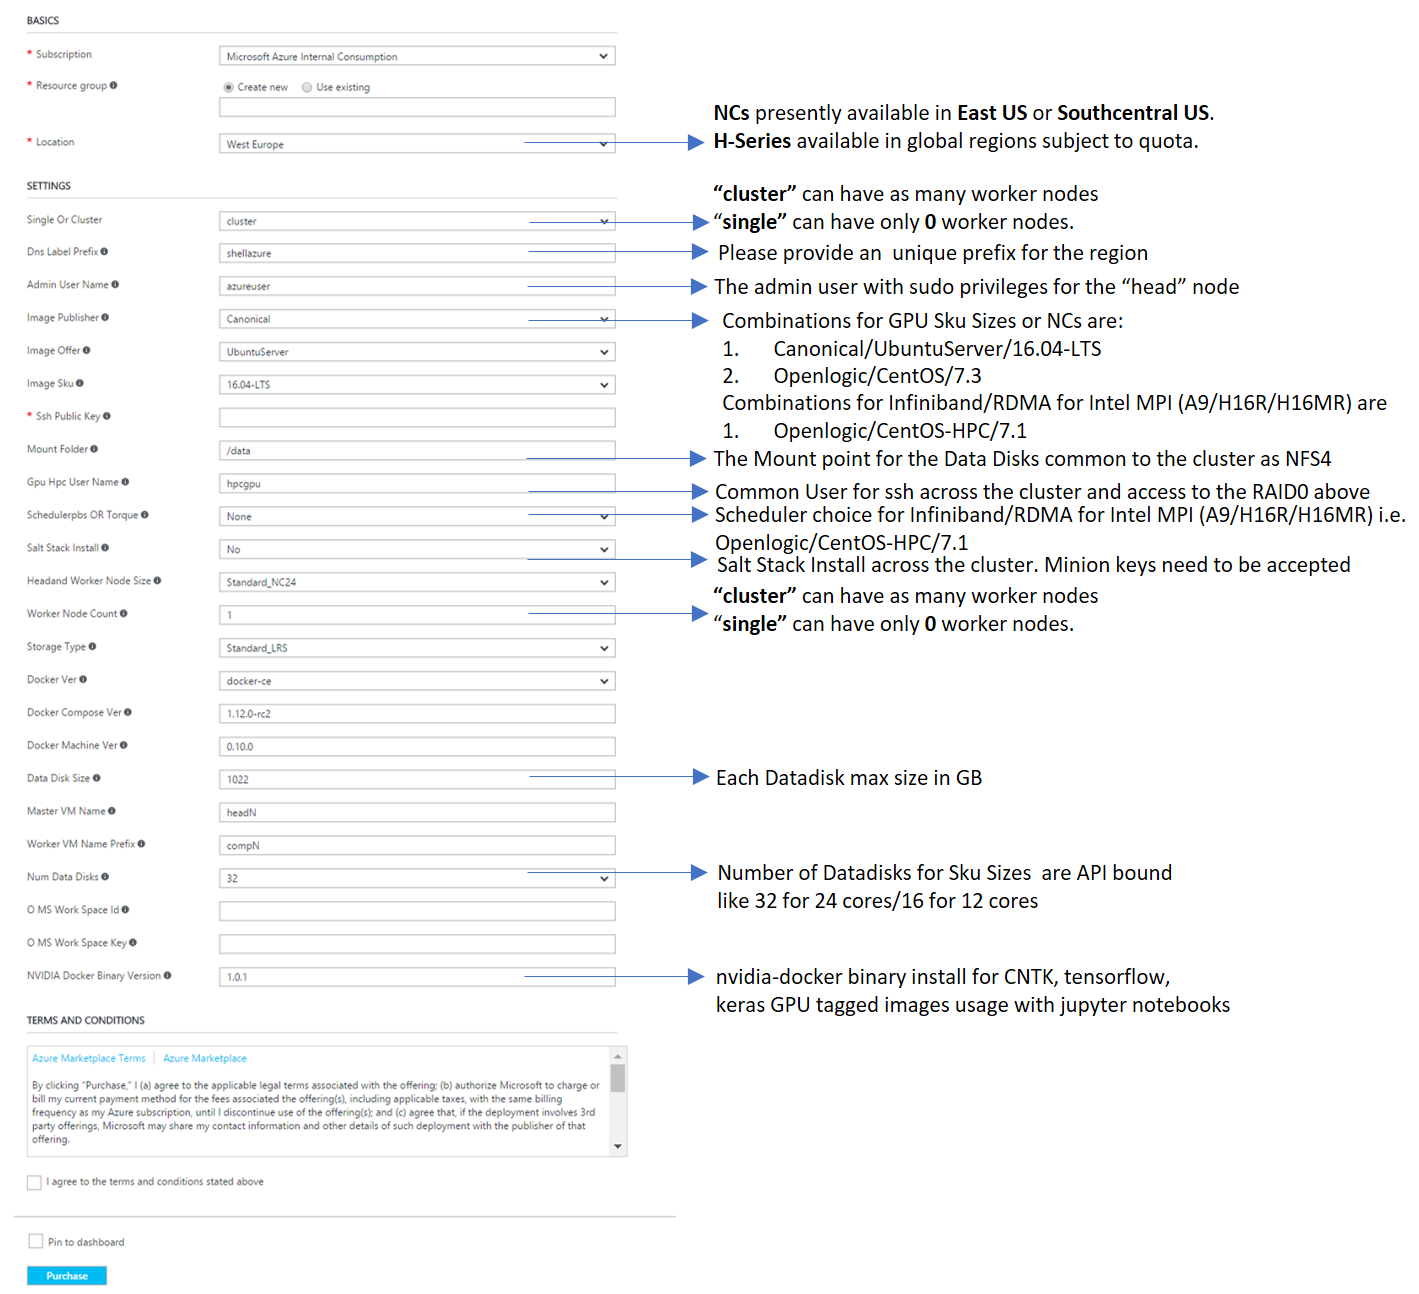 BASICS
* Subscription
Microsoft Azure Internal Consumption
* Resource group
Create new
Use existing
* Location
West Europe
NCs presently available in East US or Southcentral US.
H-Series available in global regions subject to quota.
SETTINGS
Single Or Cluster
cluster
“cluster” can have as many worker nodes
“single” can have only 0 worker nodes.
Dns Label Prefix
shellazure
Please provide an unique prefix for the region
Admin User Name
azureuser
The admin user with sudo privileges for the “head” node
Image Publisher
Canonical
Image Offer
UbuntuServer
Image Sku
16.04-LTS
Combinations for GPU Sku Sizes or NCs are:
1. Canonical/UbuntuServer/16.04-LTS
2. Openlogic/CentOS/7.3
Combinations for Infiniband/RDMA for Intel MPI (A9/H16R/H16MR) are
1. Openlogic/CentOS-HPC/7.1
* Ssh Public Key
Mount Folder
/data
The Mount point for the Data Disks common to the cluster as NFS4
Gpu Hpc User Name
hpcgpu
Common User for ssh across the cluster and access to the RAID0 above
Schedulerpbs OR Torque
None
Scheduler choice for Infiniband/RDMA for Intel MPI (A9/H16R/H16MR) i.e.
Openlogic/CentOS-HPC/7.1
Salt Stack Install
No
Salt Stack Install across the cluster. Minion keys need to be accepted
Headand Worker Node Size
Standard_NC24
Worker Node Count
1
“cluster” can have as many worker nodes
“single” can have only 0 worker nodes.
Storage Type
Standard_LRS
Docker Ver
docker-ce
Docker Compose Ver
1.12.0-rc2
Docker Machine Ver
0.10.0
Data Disk Size
1022
Each Datadisk max size in GB
Master VM Name
headN
Worker VM Name Prefix
compN
Num Data Disks
32
Number of Datadisks for Sku Sizes are API bound
like 32 for 24 cores/16 for 12 cores
O MS Work Space Id
O MS Work Space Key
NVIDIA Docker Binary Version
1.0.1
nvidia-docker binary install for CNTK, tensorflow,
keras GPU tagged images usage with jupyter notebooks
TERMS AND CONDITIONS
Azure Marketplace Terms | Azure Marketplace
By clicking "Purchase," I (a) agree to the applicable legal terms associated with the offering; (b) authorize Microsoft to charge or
bill my current payment method for the fees associated the offering(s), including applicable taxes, with the same billing
frequency as my Azure subscription, until I discontinue use of the offering(s); and (c) agree that, if the deployment involves 3rd
party offerings, Microsoft may share my contact information and other details of such deployment with the publisher of that
offering.
I agree to the terms and conditions stated above
Pin to dashboard
Purchase